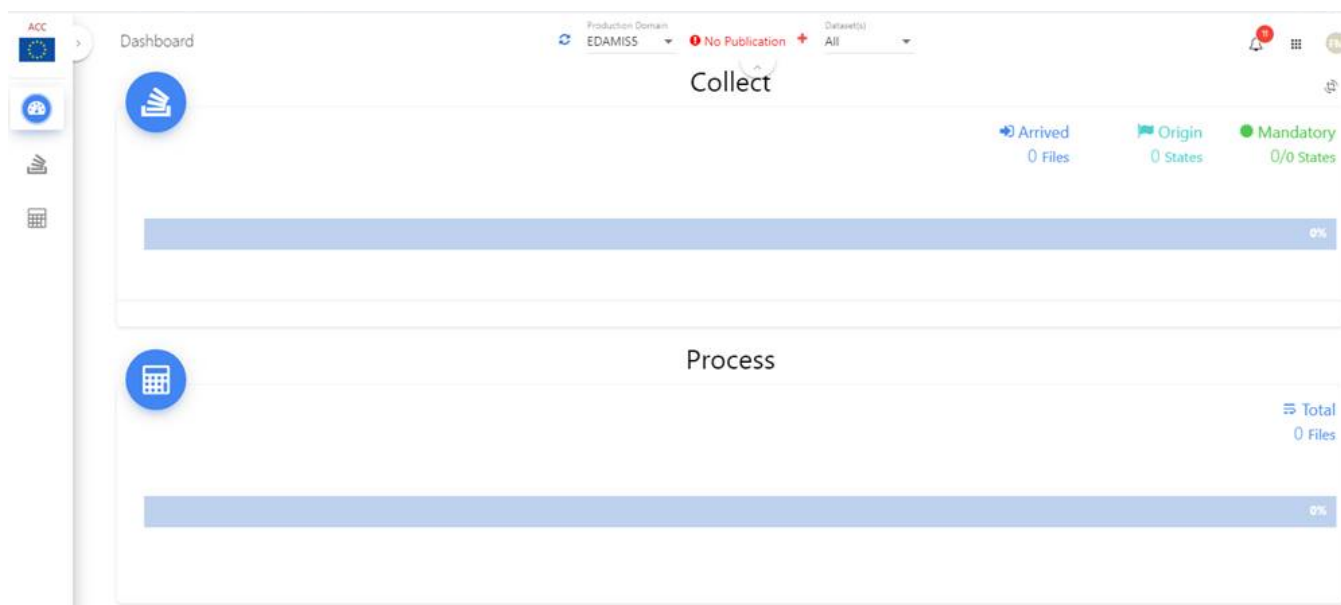 ACC
Dashboard
Production Domain
EDAMIS5
No Publication
Dataset(s)
All
11
Collect
Arrived
0 Files
Origin
0 States
Mandatory
0/0 States
0%
Process
Total
0 Files
0%